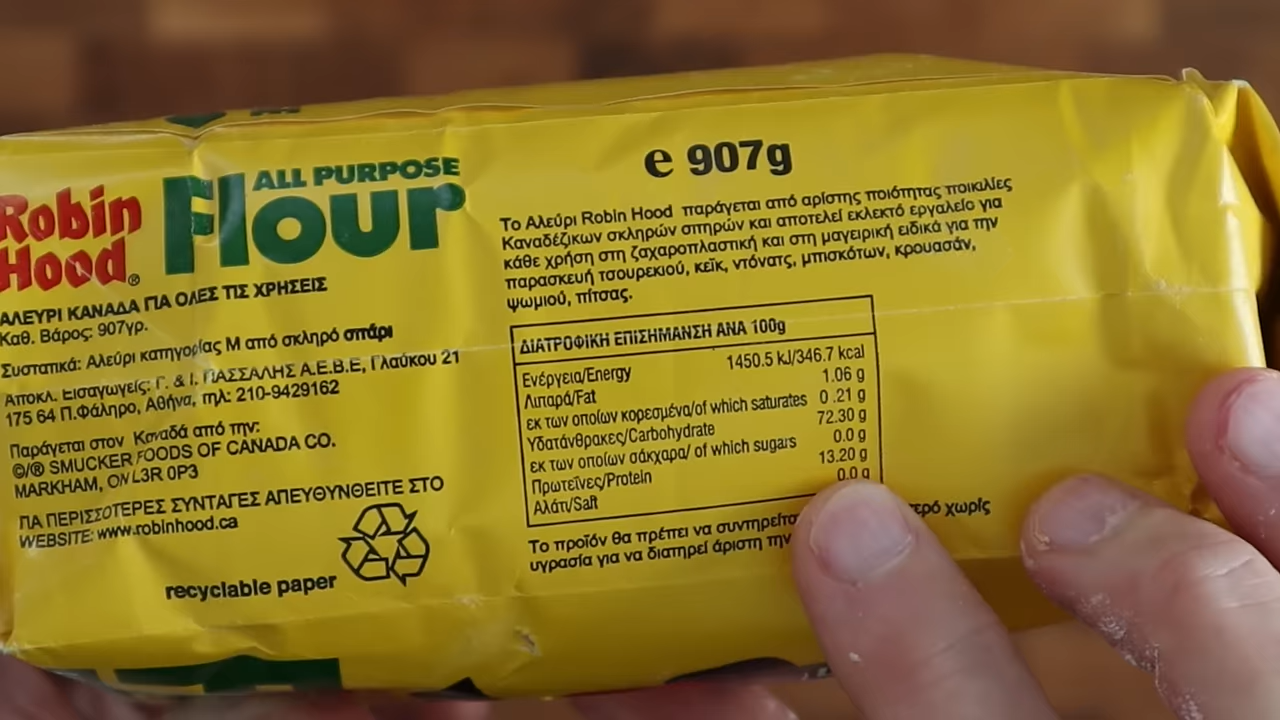 Robin
Hood®
ALL PURPOSE
Flour
ΑΛΕΥΡΙ ΚΑΝΑΔΑ ΓΙΑ ΟΛΕΣ ΤΙΣ ΧΡΗΣΕΙΣ
Καθ. Βάρος: 907γρ.
Συστατικά: Αλεύρι κατηγορίας Μ από σκληρό σιτάρι
Αποκλ. Εισαγωγείς: Γ. & Ι. ΠΑΣΣΑΛΗΣ Α.Ε.Β.Ε, Γλαύκου 21
175 64 Π.Φάληρο, Αθήνα, τηλ: 210-9429162
Παράγεται στον Καναδά από την:
©/® SMUCKER FOODS OF CANADA CO.
MARKHAM, ON L3R 0P3
ΓΙΑ ΠΕΡΙΣΣΟΤΕΡΕΣ ΣΥΝΤΑΓΕΣ ΑΠΕΥΘΥΝΘΕΙΤΕ ΣΤΟ
WEBSITE: www.robinhood.ca
recyclable paper
e 907g
Το Αλεύρι Robin Hood παράγεται από αρίστης ποιότητας ποικιλίες
Καναδέζικων σκληρών σιτηρών και αποτελεί εκλεκτό εργαλείο για
κάθε χρήση στη ζαχαροπλαστική και στη μαγειρική ειδικά για την
παρασκευή τσουρεκιού, κεϊκ, ντόνατς, μπισκότων, κρουασάν,
ψωμιού, πίτσας.
ΔΙΑΤΡΟΦΙΚΗ ΕΠΙΣΗΜΑΝΣΗ ΑΝΑ 100g
Ενέργεια/Energy 1450.5 kJ/346.7 kcal
Λιπαρά/Fat 1.06 g
εκ των οποίων κορεσμένα/of which saturates 0.21 g
Υδατάνθρακες/Carbohydrate 72.30 g
εκ των οποίων σάκχαρα/ of which sugars 0.0 g
Πρωτεΐνες/Protein 13.20 g
Αλάτι/Salt 0.0 g
Το προϊόν θα πρέπει να χωρίς
υγρασία για να διατηρεί άριστη την